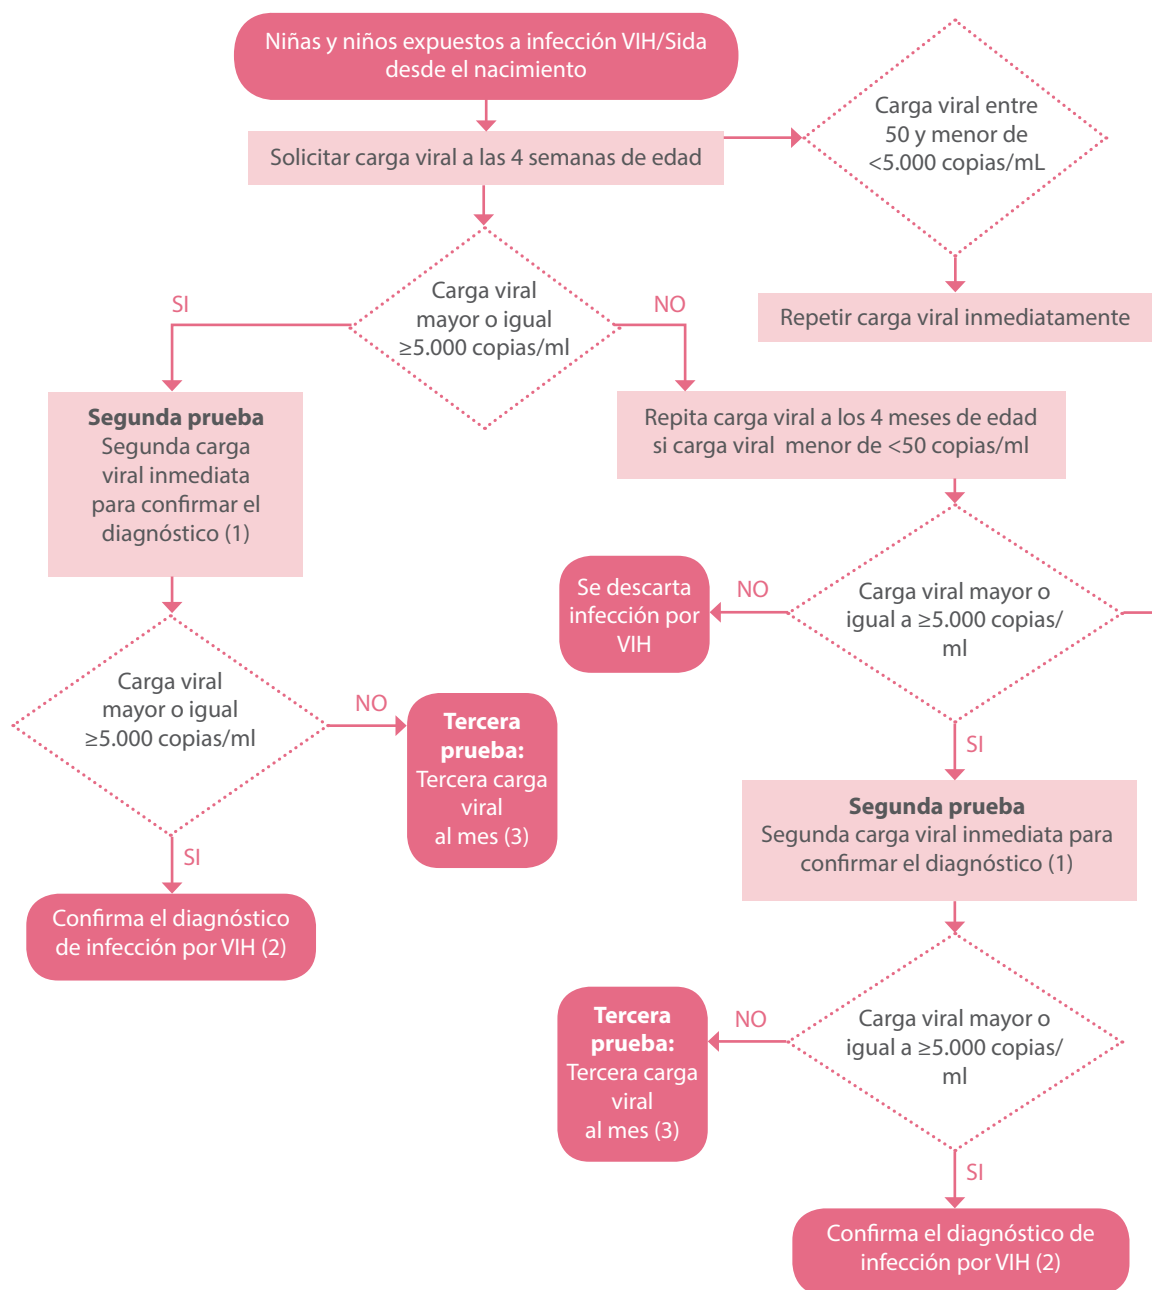 Niñas y niños expuestos a infección VIH/Sida
desde el nacimiento
Solicitar carga viral a las 4 semanas de edad
Carga viral entre
50 y menor de
<5.000 copias/mL
Repetir carga viral inmediatamente
Carga viral
mayor o igual
≥5.000 copias/ml
SI
NO
Segunda prueba
Segunda carga
viral inmediata
para confirmar el
diagnóstico (1)
Repita carga viral a los 4 meses de edad
si carga viral menor de <50 copias/ml
Carga viral mayor o
igual a ≥5.000 copias/
ml
NO
Se descarta
infección por
VIH
Carga viral
mayor o igual
≥5.000 copias/ml
NO
Tercera
prueba:
Tercera carga
viral
al mes (3)
SI
Confirma el diagnóstico
de infección por VIH (2)
SI
Segunda prueba
Segunda carga viral inmediata para
confirmar el diagnóstico (1)
Carga viral mayor o
igual a ≥5.000 copias/
ml
NO
Tercera
prueba:
Tercera carga
viral
al mes (3)
SI
Confirma el diagnóstico de
infección por VIH (2)